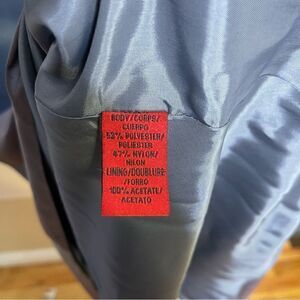 BODY/CORPS/
CUERPO
53% POLYESTER/
POLIESTER
47% NYLON/
NILON
LINING/DOUBLURE
/FORRO
100% ACETATE/
ACETATO